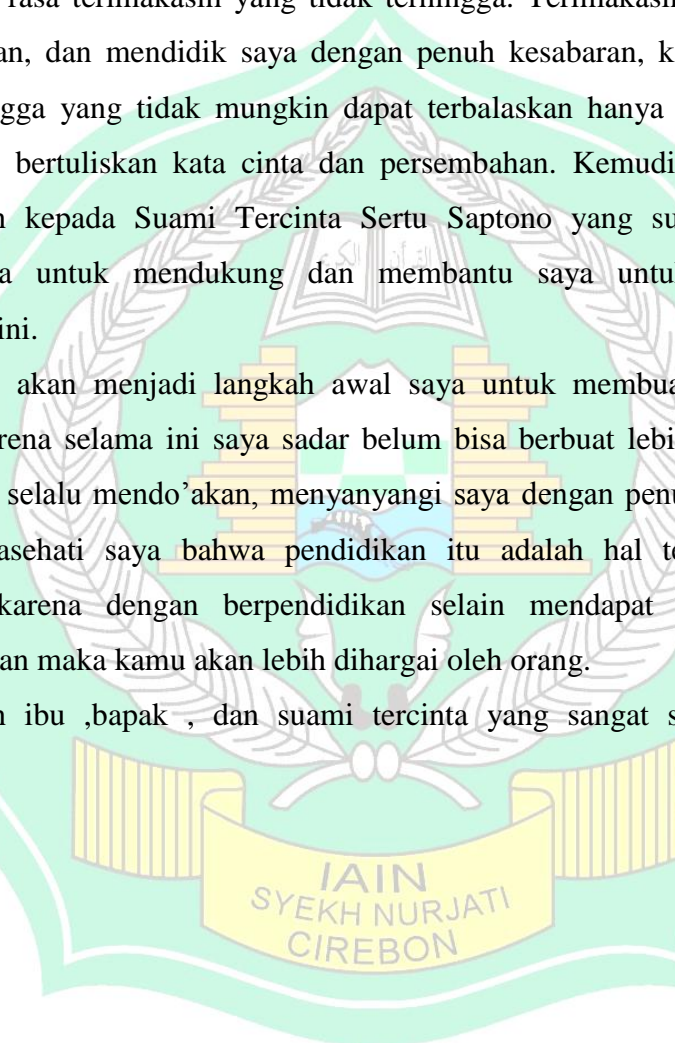 rasa terimakasih yang tidak terhingga. Terimakasih
an, dan mendidik saya dengan penuh kesabaran, k
gga yang tidak mungkin dapat terbalaskan hanya
bertuliskan kata cinta dan persembahan. Kemudi
n kepada Suami Tercinta Sertu Saptono yang su
القرآن الكريم
a untuk mendukung dan membantu saya untu
ini.
akan menjadi langkah awal saya untuk membua
rena selama ini saya sadar belum bisa berbuat lebi
selalu mendo’akan, menyanyangi saya dengan penu
asehati saya bahwa pendidikan itu adalah hal te
karena dengan berpendidikan selain mendapat
an maka kamu akan lebih dihargai oleh orang.
n ibu ,bapak , dan suami tercinta yang sangat s
IAIN
SYEKH NURJATI
CIREBON